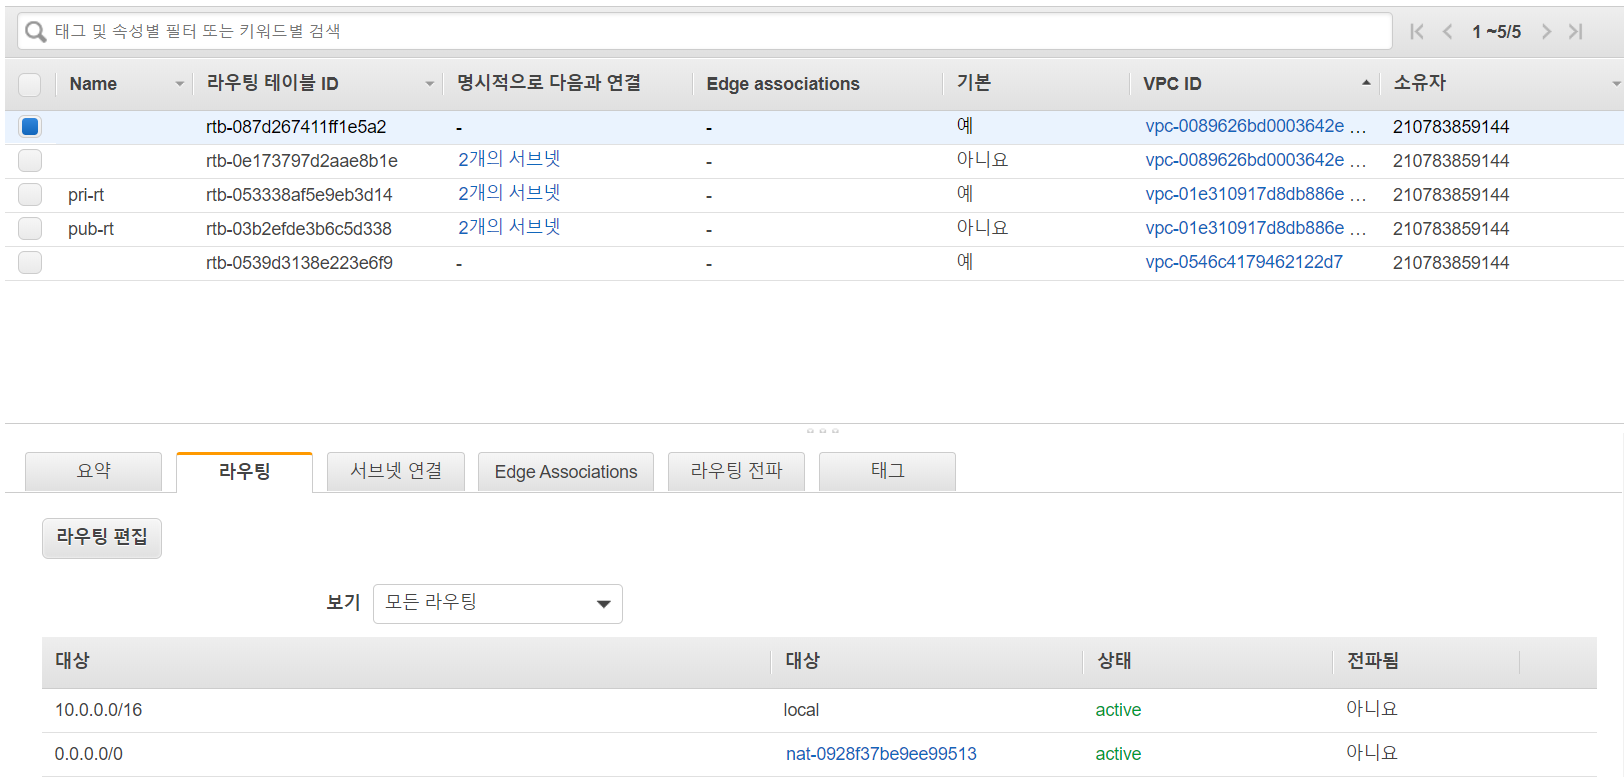 태그 및 속성별 필터 또는 키워드별 검색 1 ~5/5
Name 라우팅 테이블 ID 명시적으로 다음과 연결 Edge associations 기본 VPC ID 소유자
rtb-087d267411ff1e5a2 - - 예 vpc-0089626bd0003642e ... 210783859144
rtb-0e173797d2aae8b1e 2개의 서브넷 - 아니요 vpc-0089626bd0003642e ... 210783859144
pri-rt rtb-053338af5e9eb3d14 2개의 서브넷 - 예 vpc-01e310917d8db886e ... 210783859144
pub-rt rtb-03b2efde3b6c5d338 2개의 서브넷 - 아니요 vpc-01e310917d8db886e ... 210783859144
rtb-0539d3138e223e6f9 - - 예 vpc-0546c4179462122d7 210783859144
요약 라우팅 서브넷 연결 Edge Associations 라우팅 전파 태그
라우팅 편집
보기 모든 라우팅
대상 대상 상태 전파됨
10.0.0.0/16 local active 아니요
0.0.0.0/0 nat-0928f37be9ee99513 active 아니요